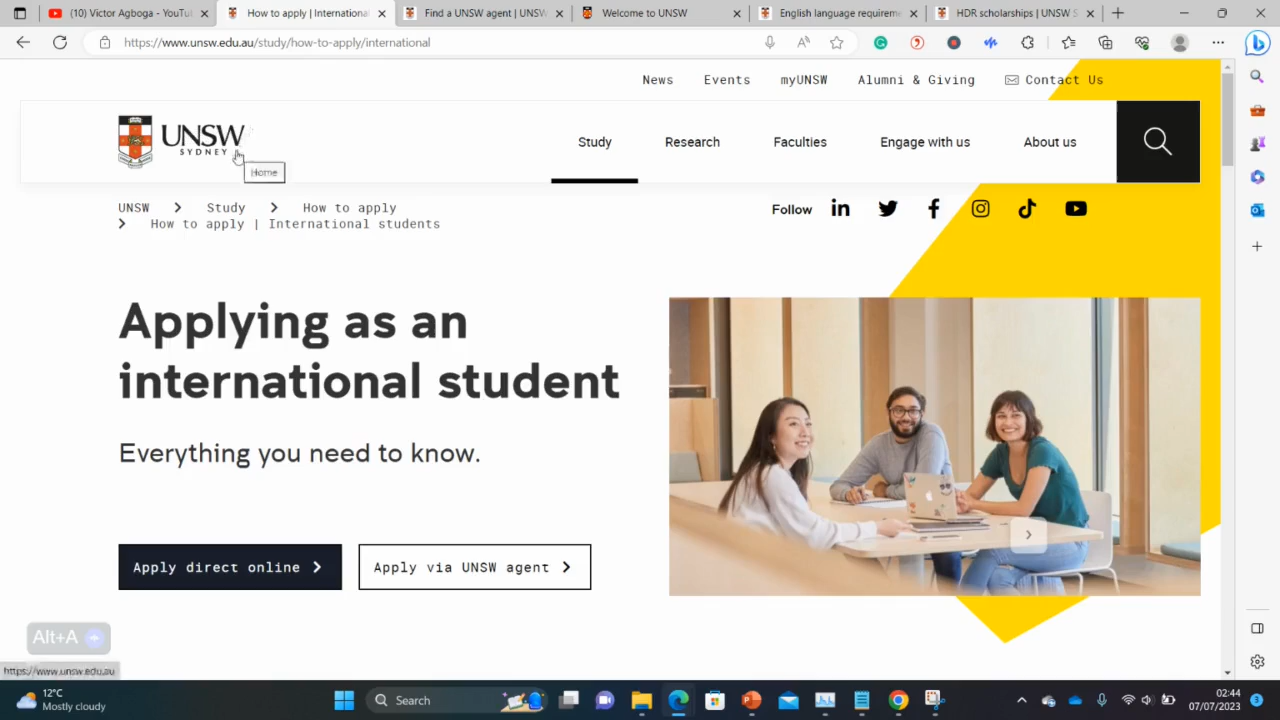 (10) Victor Agboga - YouTu
How to apply | International
Find a UNSW agent | UNSW
Welcome to UNSW
English language requireme
HDR scholarships | UNSW S
https://www.unsw.edu.au/study/how-to-apply/international
News
Events
myUNSW
Alumni & Giving
Contact Us
UNSW
SYDNEY
Home
Study
Research
Faculties
Engage with us
About us
UNSW > Study > How to apply
> How to apply | International students
Follow
Applying as an
international student
Everything you need to know.
Apply direct online >
Apply via UNSW agent >
Alt+A
https://www.unsw.edu.au
12°C
Mostly cloudy
Search
02:44
07/07/2023
3